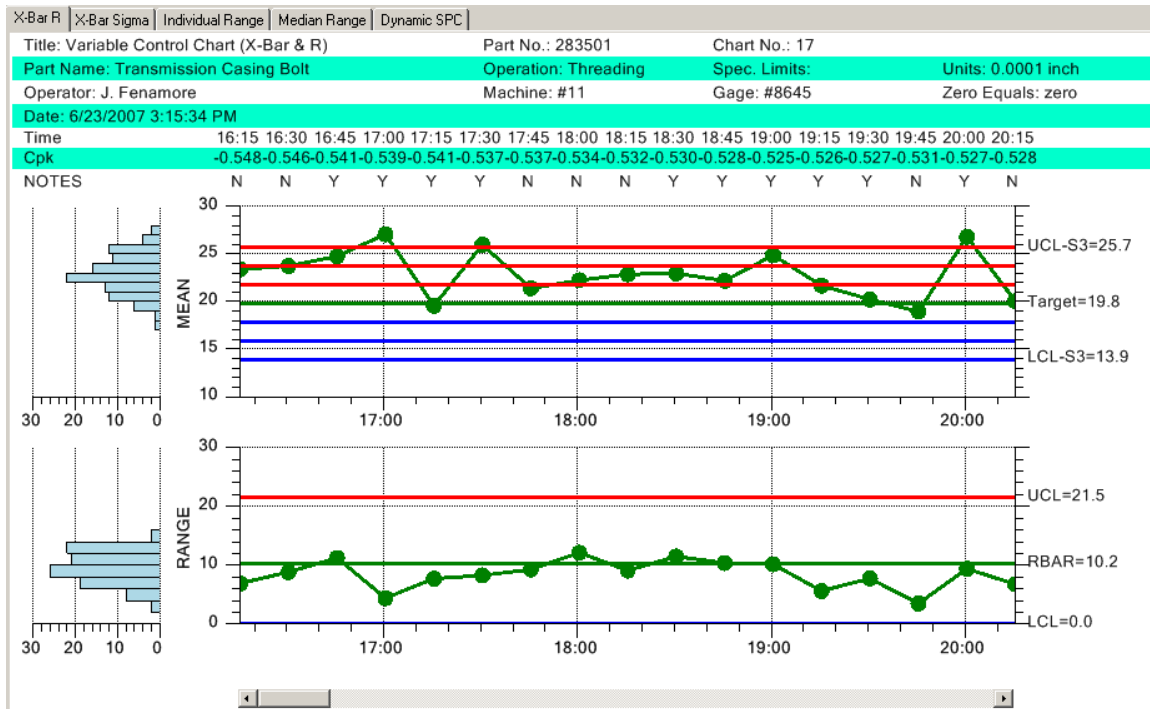 X-Bar R X-Bar Sigma Individual Range Median Range Dynamic SPC
Title: Variable Control Chart (X-Bar & R) Part No.: 283501 Chart No.: 17
Part Name: Transmission Casing Bolt Operation: Threading Spec. Limits: Units: 0.0001 inch
Operator: J. Fenamore Machine: #11 Gage: #8645 Zero Equals: zero
Date: 6/23/2007 3:15:34 PM
Time 16:15 16:30 16:45 17:00 17:15 17:30 17:45 18:00 18:15 18:30 18:45 19:00 19:15 19:30 19:45 20:00 20:15
Cpk -0.548 -0.546 -0.541 -0.539 -0.541 -0.537 -0.537 -0.534 -0.532 -0.530 -0.528 -0.525 -0.526 -0.527 -0.531 -0.527 -0.528
NOTES N N Y Y Y Y N N N Y Y Y Y Y N Y N
30
25
20
15
10
MEAN
UCL-S3=25.7
Target=19.8
LCL-S3=13.9
30 20 10 0
17:00 18:00 19:00 20:00
30
20
10
0
RANGE
UCL=21.5
RBAR=10.2
LCL=0.0
30 20 10 0
17:00 18:00 19:00 20:00